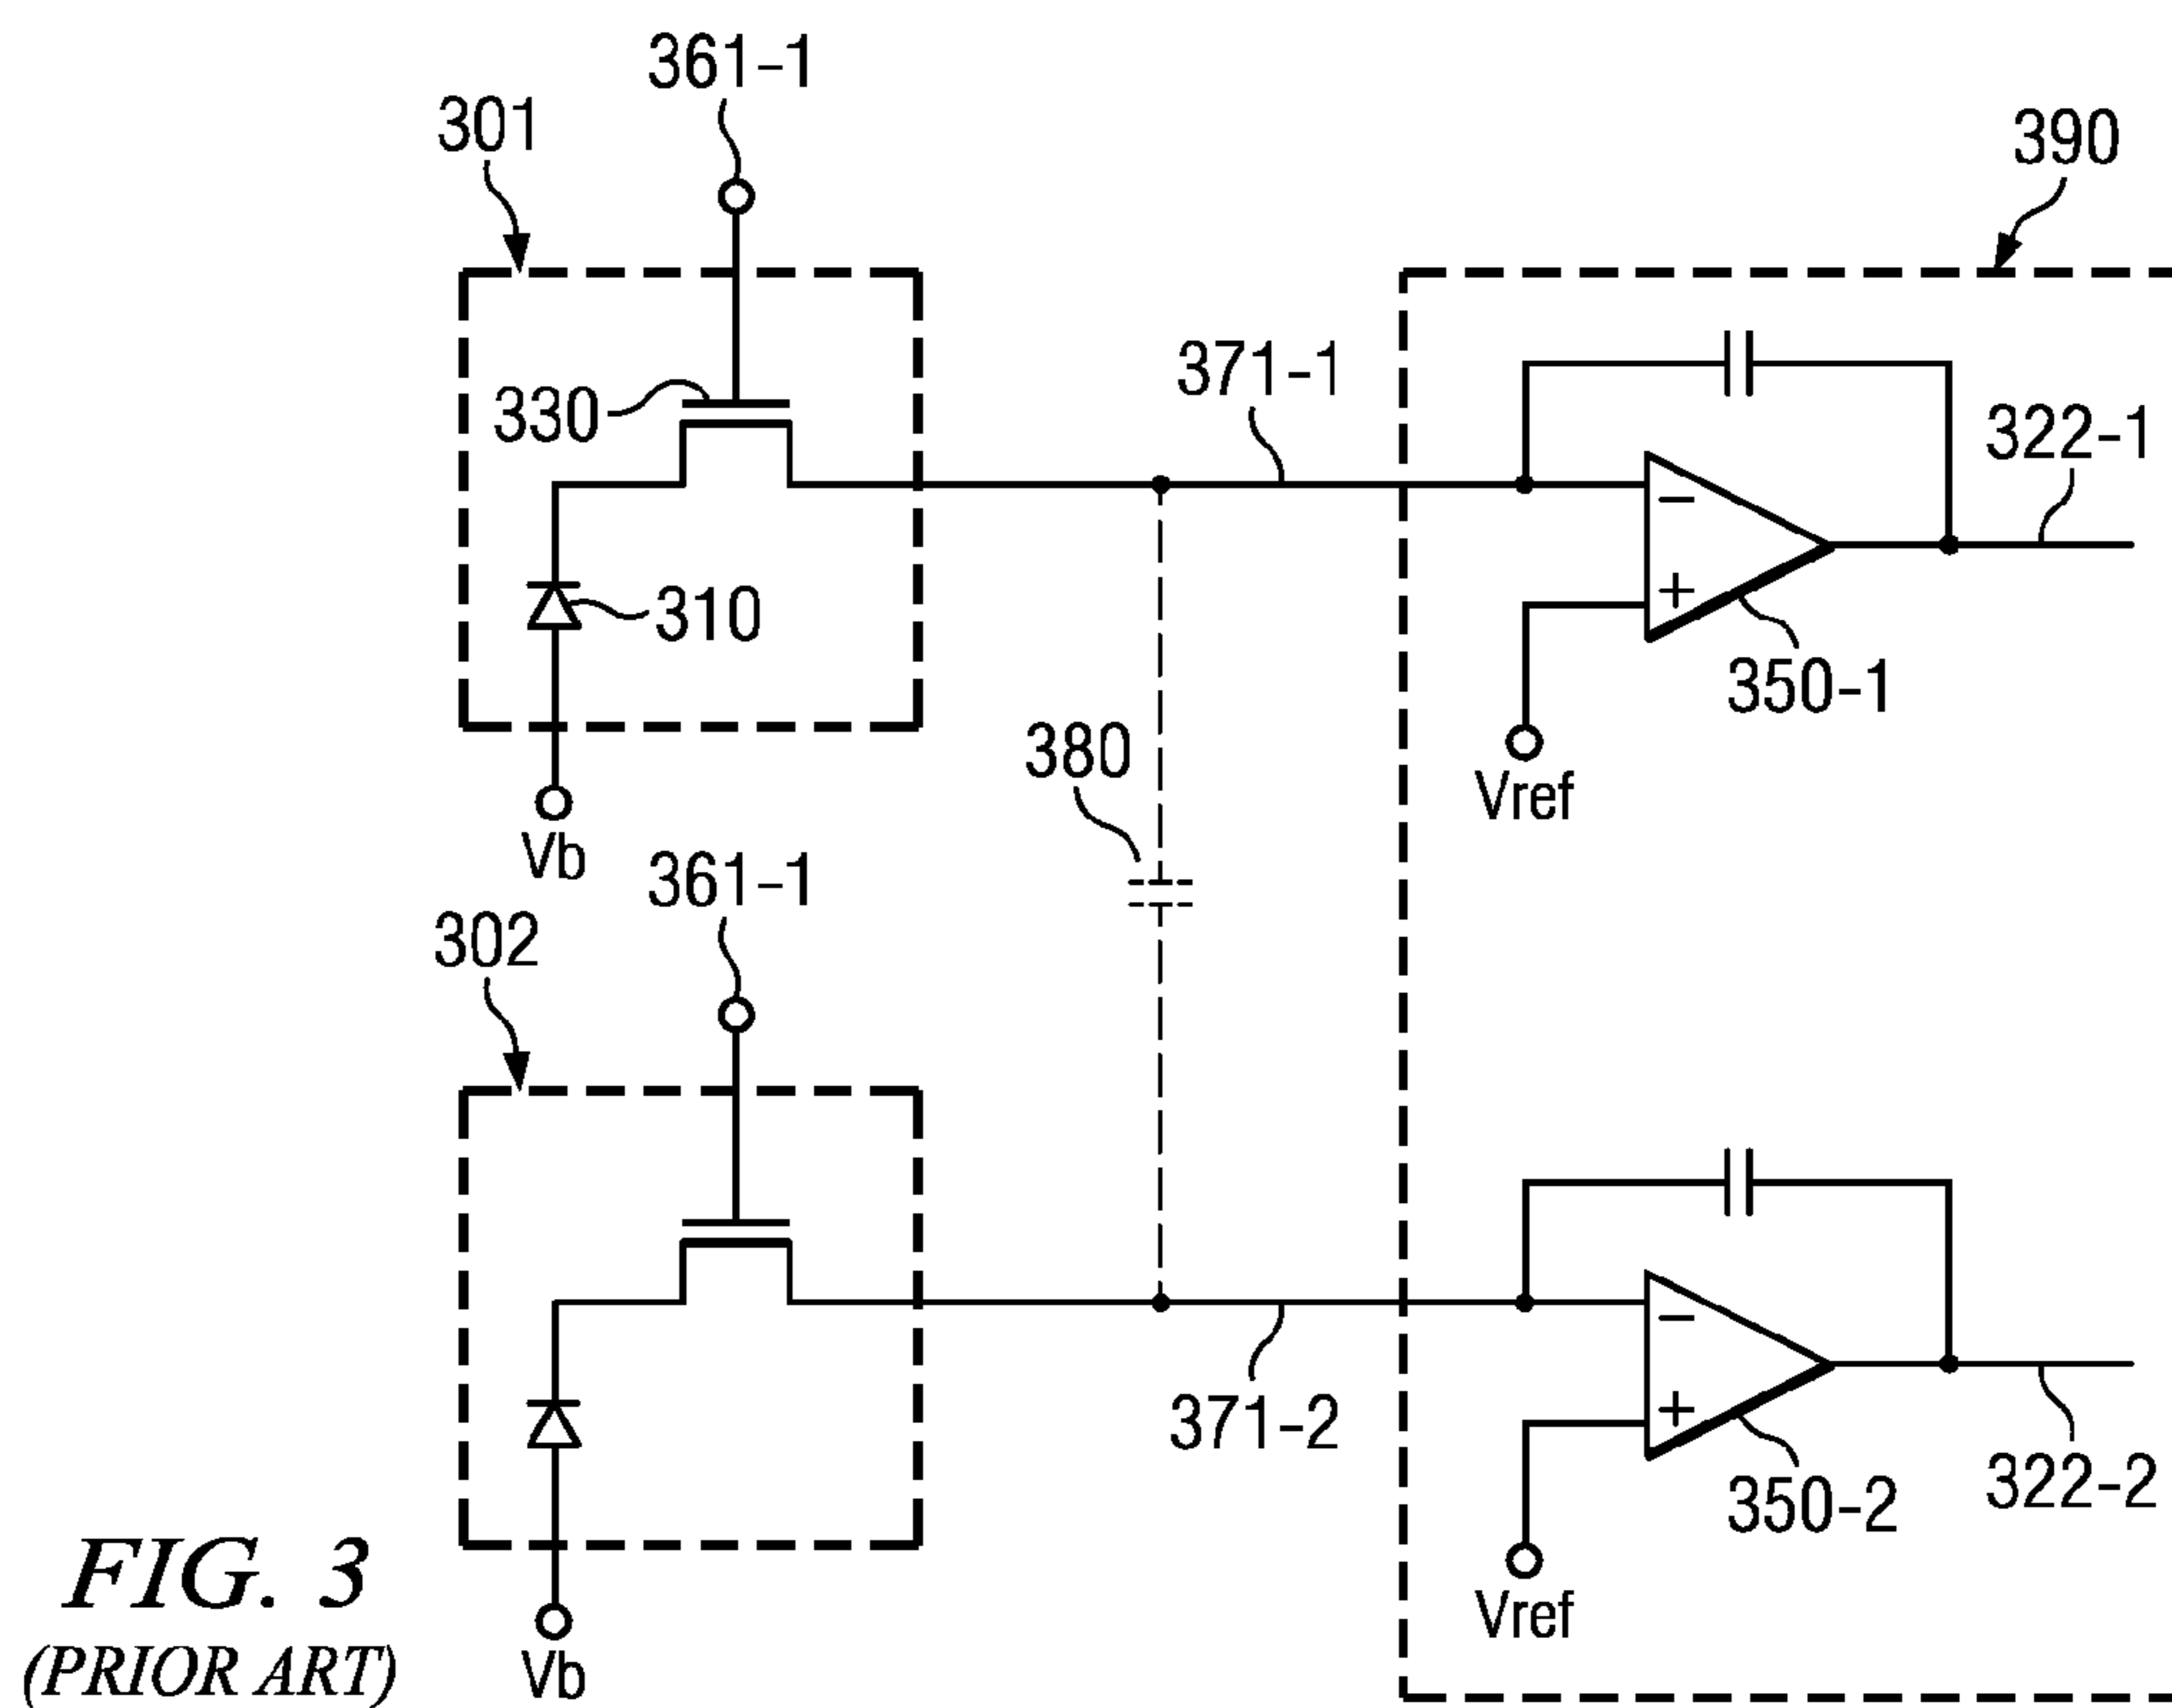 361-1
301
390
371-1
330
322-1
310
350-1
380
Vref
Vb
361-1
302
371-2
350-2
322-2
Vref
Vb
FIG. 3
(PRIOR ART)